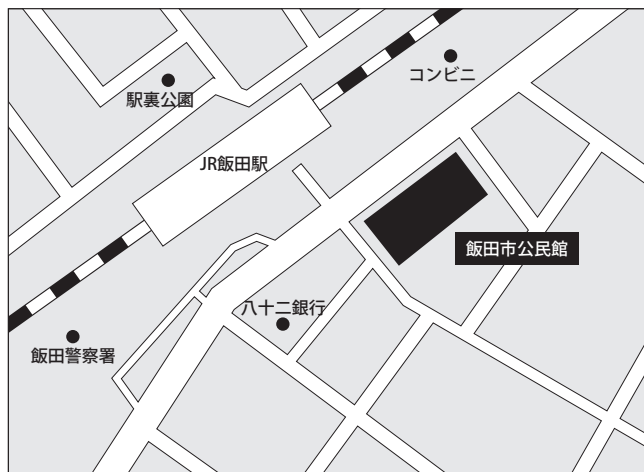 コンビニ
駅裏公園
JR飯田駅
飯田市公民館
八十二銀行
飯田警察署